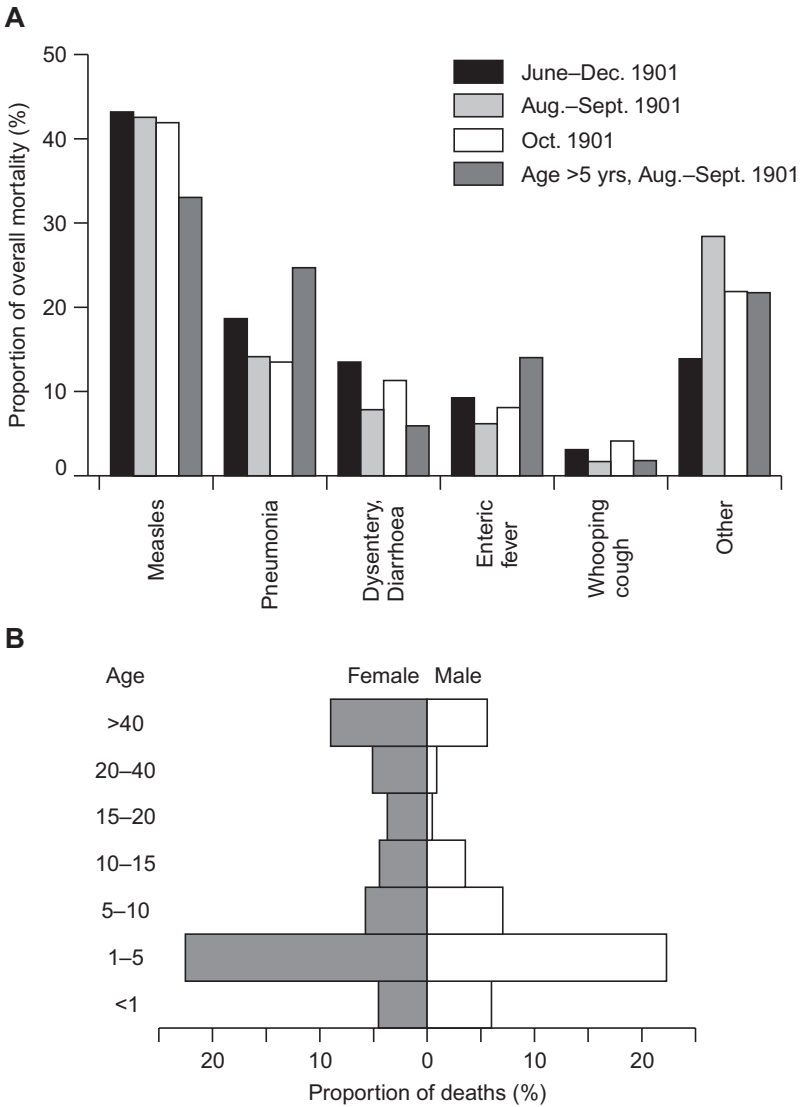 A
50
40
30
20
10
0
Proportion of overall mortality (%)
June–Dec. 1901
Aug.–Sept. 1901
Oct. 1901
Age >5 yrs, Aug.–Sept. 1901
Measles
Pneumonia
Dysentery,
Diarrhoea
Enteric
fever
Whooping
cough
Other
B
Age Female Male
>40
20–40
15–20
10–15
5–10
1–5
<1
20 10 0 10 20
Proportion of deaths (%)